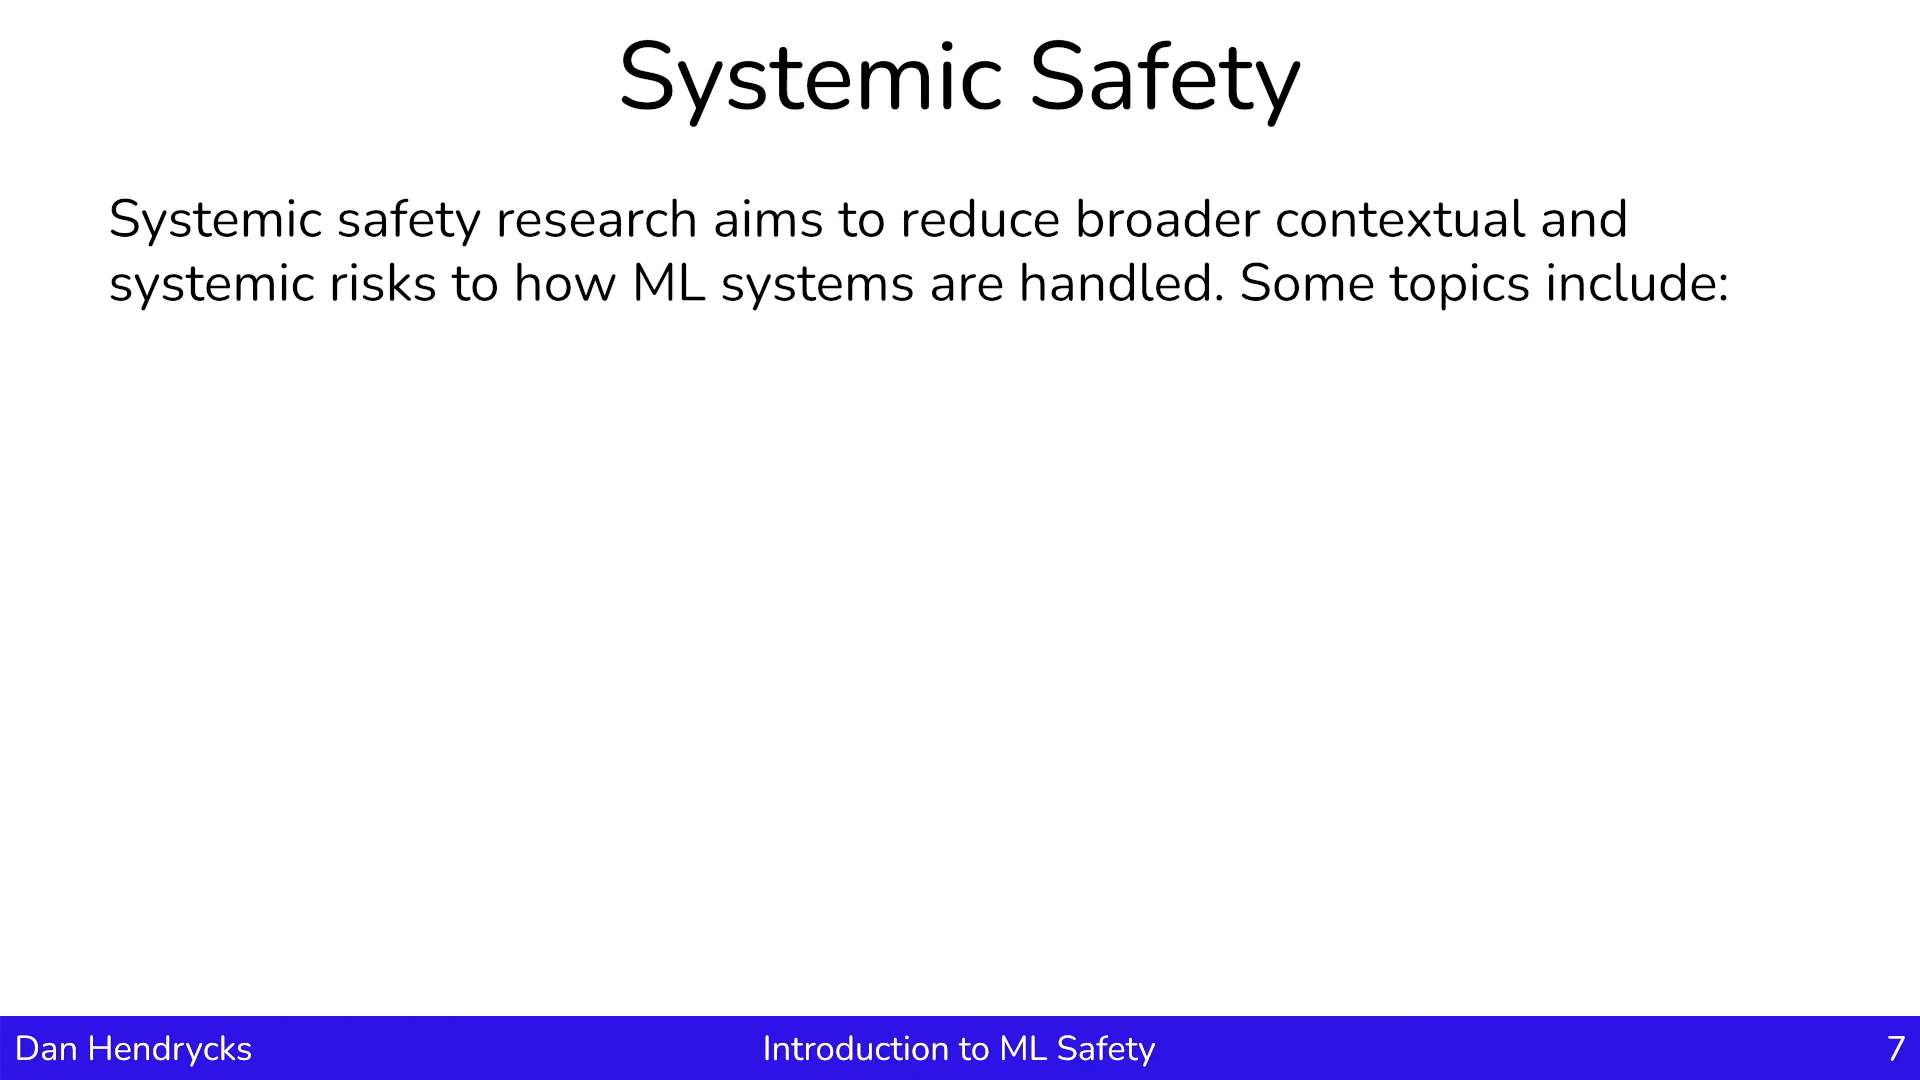 Systemic Safety
Systemic safety research aims to reduce broader contextual and
systemic risks to how ML systems are handled. Some topics include:
Dan Hendrycks
Introduction to ML Safety
7